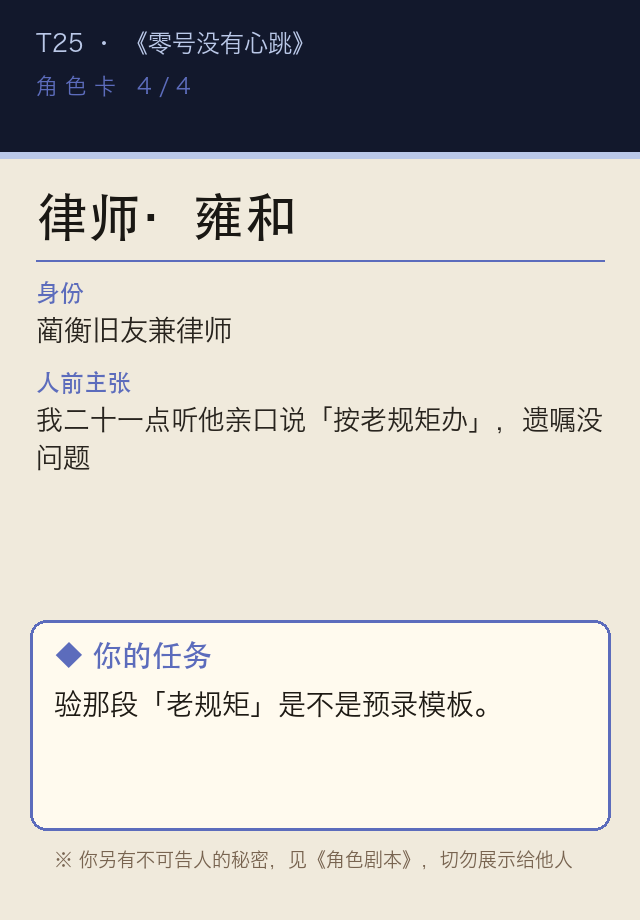 T25 · 《零号没有心跳》
角色卡 4/4
律师· 雍和
身份
蔺衡旧友兼律师
人前主张
我二十一点听他亲口说「按老规矩办」，遗嘱没
问题
◆ 你的任务
验那段「老规矩」是不是预录模板。
※ 你另有不可告人的秘密，见《角色剧本》，切勿展示给他人